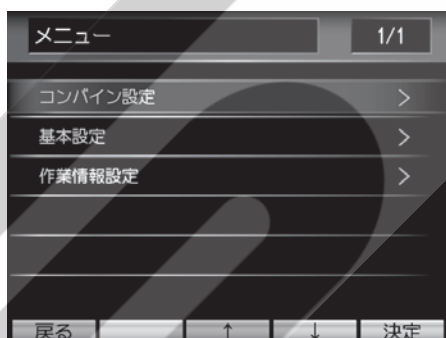 メニュー 1/1
コンバイン設定 >
基本設定 >
作業情報設定 >
戻る ↑ ↓ 決定